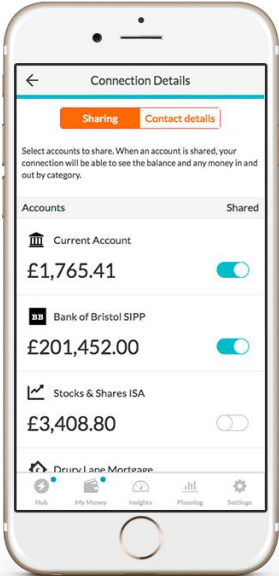 Connection Details
Sharing
Contact details
Select accounts to share. When an account is shared, your
connection will be able to see the balance and any money in and
out by category.
Accounts Shared
Current Account
£1,765.41
BB Bank of Bristol SIPP
£201,452.00
Stocks & Shares ISA
£3,408.80
Drury Lane Mortgage
Hub My Money Insights Planning Settings